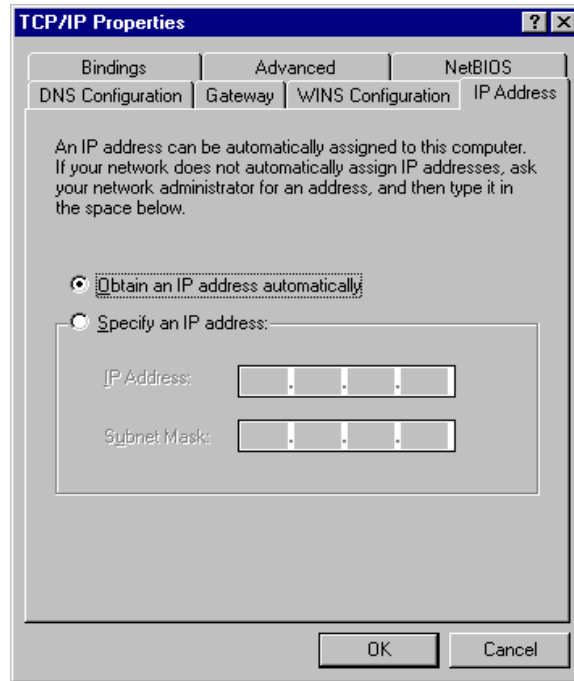 TCP/IP Properties
Bindings Advanced NetBIOS
DNS Configuration Gateway WINS Configuration IP Address
An IP address can be automatically assigned to this computer.
If your network does not automatically assign IP addresses, ask
your network administrator for an address, and then type it in
the space below.
Obtain an IP address automatically
Specify an IP address:
IP Address:
. . .
Subnet Mask:
. . .
OK Cancel